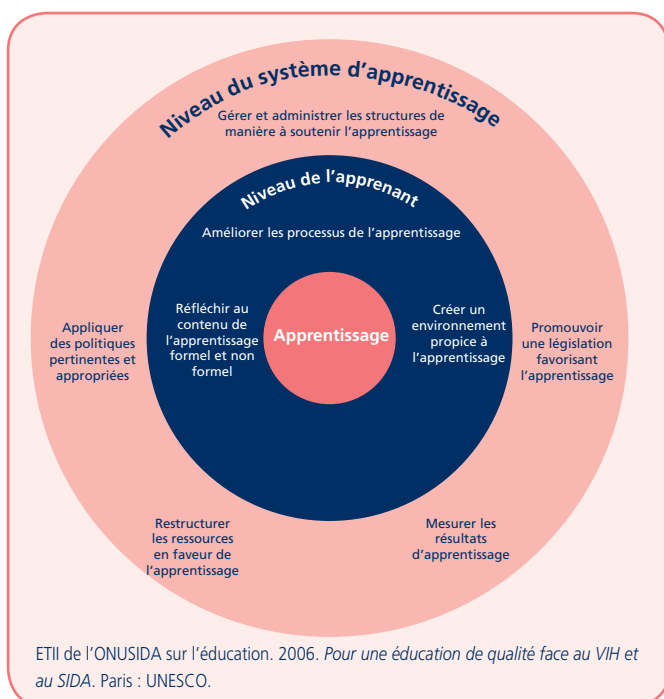 Niveau du système d’apprentissage
Gérer et administrer les structures de
manière à soutenir l’apprentissage
Niveau de l’apprenant
Améliorer les processus de l’apprentissage
Réfléchir au
contenu de
l’apprentissage
formel et non
formel
Apprentissage
Créer un
environnement
propice à
l’apprentissage
Appliquer
des politiques
pertinentes et
appropriées
Promouvoir
une législation
favorisant
l’apprentissage
Restructurer
les ressources
en faveur de
l’apprentissage
Mesurer les
résultats
d’apprentissage
ETII de l’ONUSIDA sur l’éducation. 2006. Pour une éducation de qualité face au VIH et
au SIDA. Paris : UNESCO.